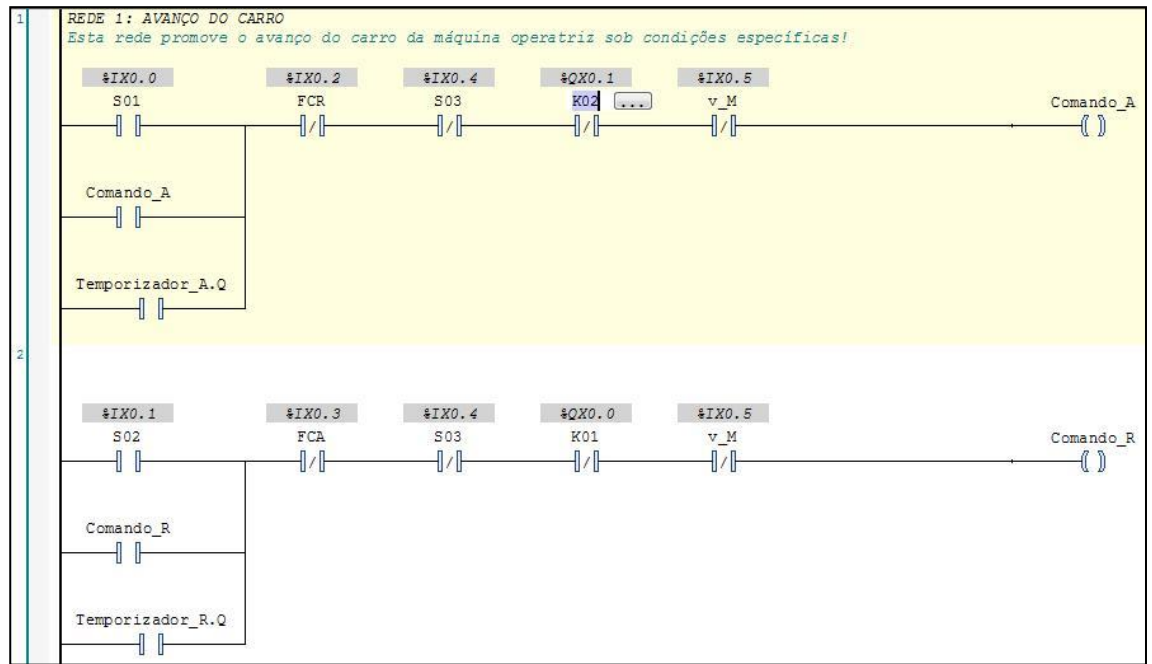 1
REDE 1: AVANÇO DO CARRO
Esta rede promove o avanço do carro da máquina operatriz sob condições específicas!
%IX0.0 %IX0.2 %IX0.4 %QX0.1 %IX0.5
S01 FCR S03 K02 ... v_M Comando_A
Comando_A
Temporizador_A.Q
2
%IX0.1 %IX0.3 %IX0.4 %QX0.0 %IX0.5
S02 FCA S03 K01 v_M Comando_R
Comando_R
Temporizador_R.Q